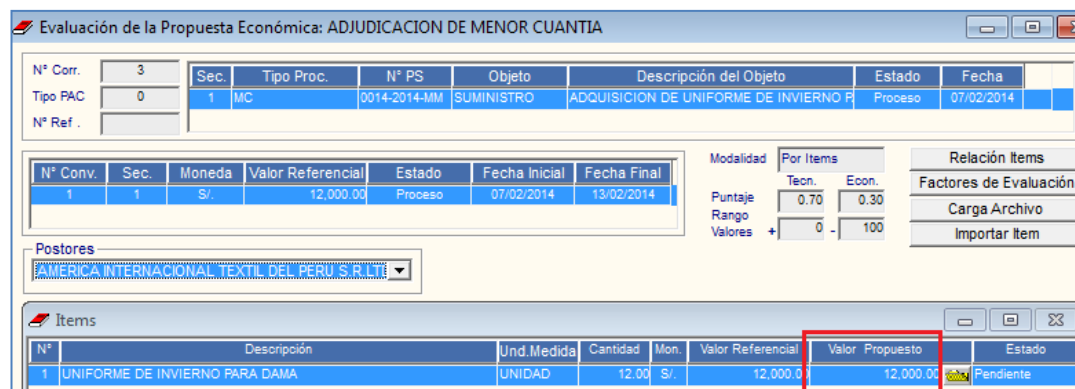 Evaluación de la Propuesta Económica: ADJUDICACION DE MENOR CUANTIA
N° Corr. 3
Tipo PAC 0
N° Ref .
Sec. Tipo Proc. N° PS Objeto Descripción del Objeto Estado Fecha
1 MC 0014-2014-MM SUMINISTRO ADQUISICION DE UNIFORME DE INVIERNO P Proceso 07/02/2014
N° Conv. Sec. Moneda Valor Referencial Estado Fecha Inicial Fecha Final
1 1 S/. 12,000.00 Proceso 07/02/2014 13/02/2014
Modalidad Por Items
Tecn. Econ.
Puntaje 0.70 0.30
Rango
Valores + 0 - 100
Relación Items
Factores de Evaluación
Carga Archivo
Importar Item
Postores
AMERICA INTERNACIONAL TEXTIL DEL PERU S.R.LT
Items
N° Descripción Und.Medida Cantidad Mon. Valor Referencial Valor Propuesto Estado
1 UNIFORME DE INVIERNO PARA DAMA UNIDAD 12.00 S/. 12,000.00 12,000.00 Pendiente